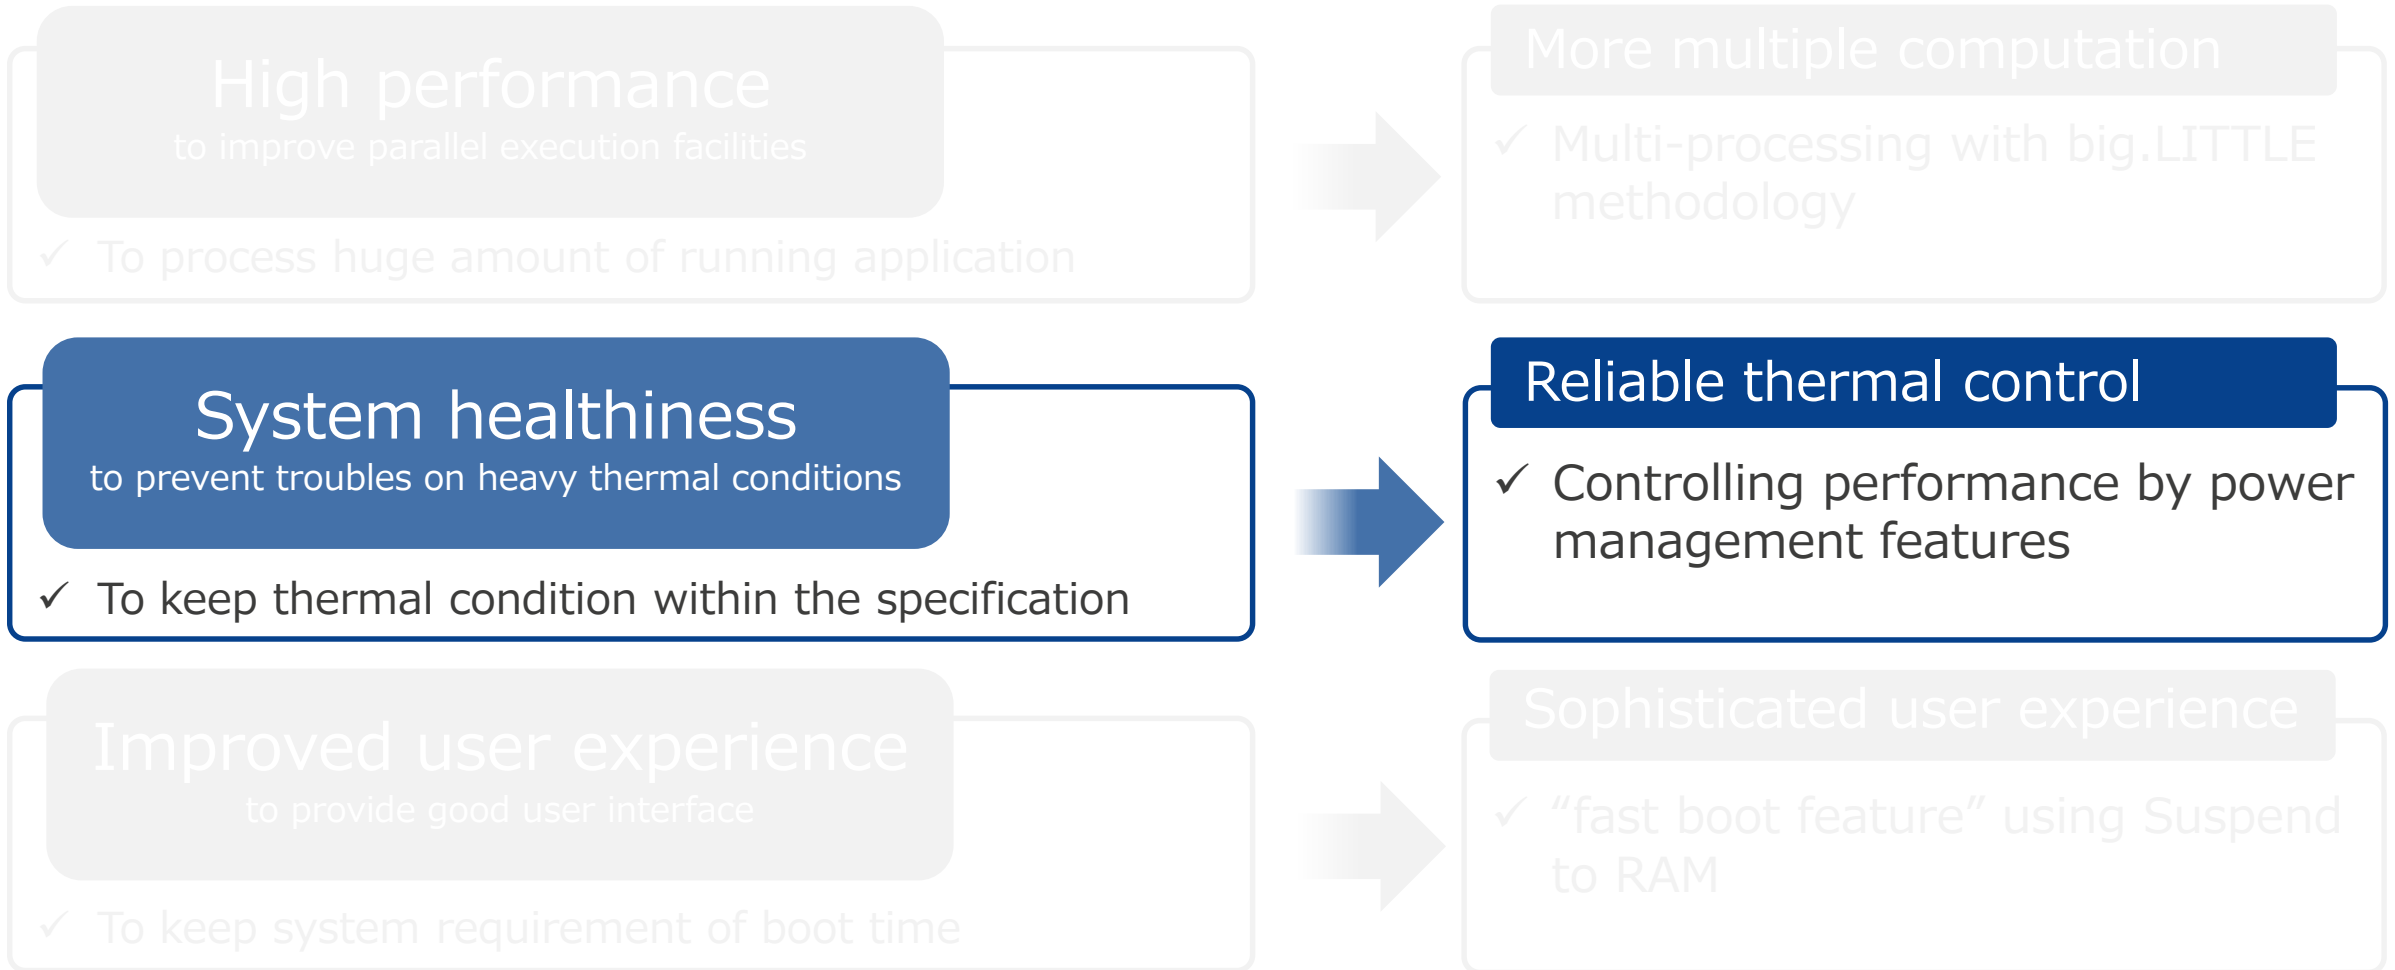 High performance
to improve parallel execution facilities
✓ To process huge amount of running application
More multiple computation
✓ Multi-processing with big.LITTLE
methodology
System healthiness
to prevent troubles on heavy thermal conditions
✓ To keep thermal condition within the specification
Reliable thermal control
✓ Controlling performance by power
management features
Improved user experience
to provide good user interface
✓ To keep system requirement of boot time
Sophisticated user experience
✓ “fast boot feature” using Suspend
to RAM